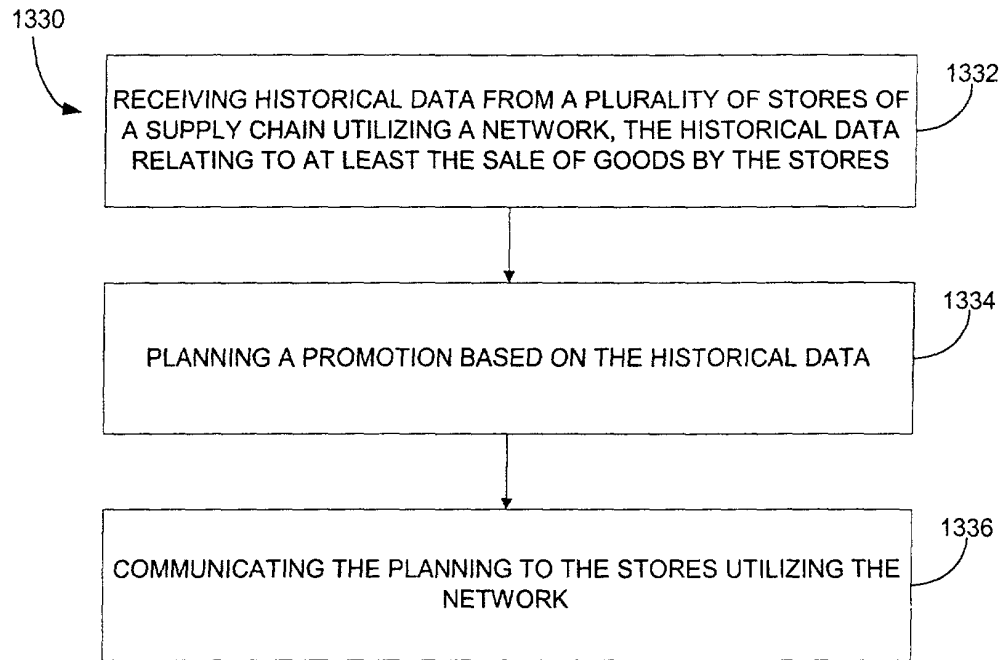 1330
1332
RECEIVING HISTORICAL DATA FROM A PLURALITY OF STORES OF
A SUPPLY CHAIN UTILIZING A NETWORK, THE HISTORICAL DATA
RELATING TO AT LEAST THE SALE OF GOODS BY THE STORES
1334
PLANNING A PROMOTION BASED ON THE HISTORICAL DATA
1336
COMMUNICATING THE PLANNING TO THE STORES UTILIZING THE
NETWORK